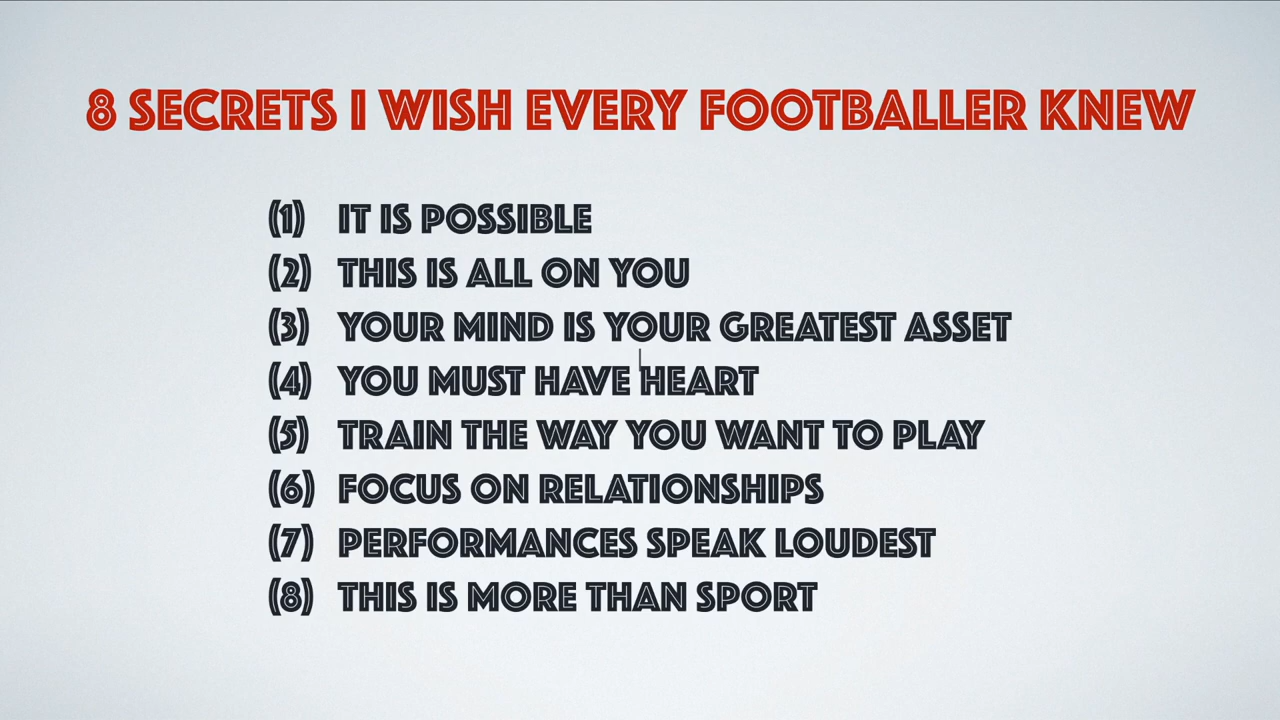 8 SECRETS I WISH EVERY FOOTBALLER KNEW
(1) IT IS POSSIBLE
(2) THIS IS ALL ON YOU
(3) YOUR MIND IS YOUR GREATEST ASSET
(4) YOU MUST HAVE HEART
(5) TRAIN THE WAY YOU WANT TO PLAY
(6) FOCUS ON RELATIONSHIPS
(7) PERFORMANCES SPEAK LOUDEST
(8) THIS IS MORE THAN SPORT